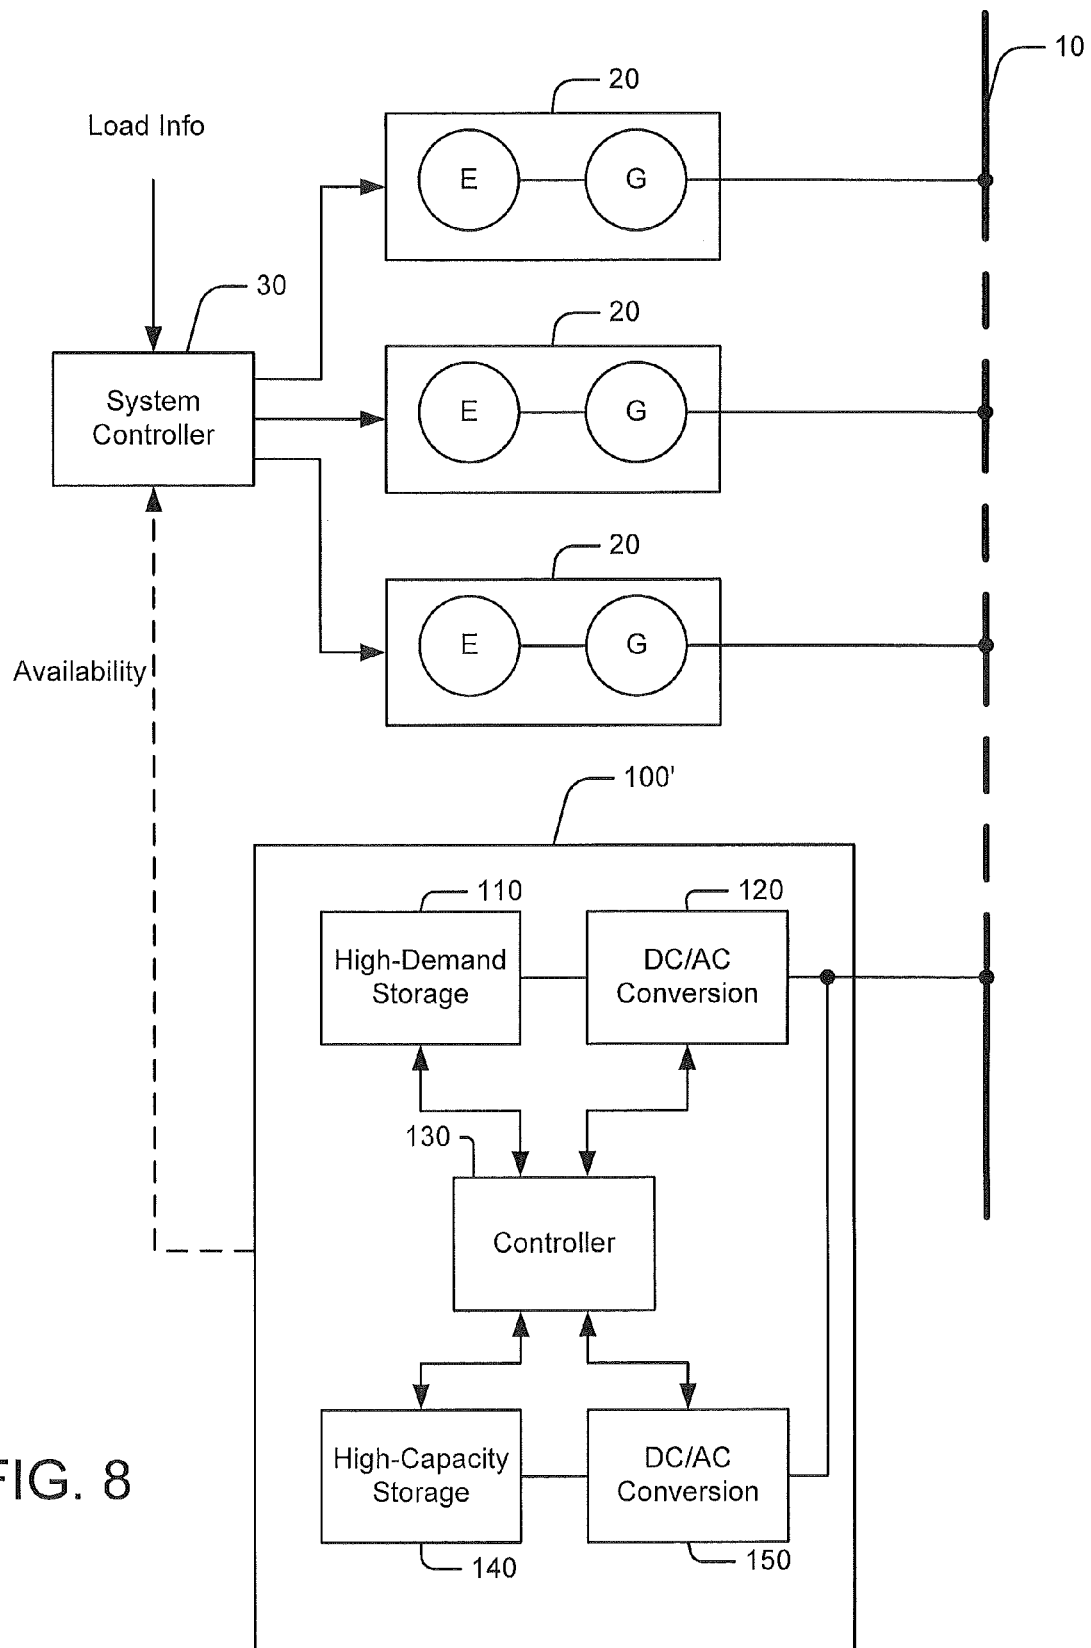 10
20
Load Info
E
G
30
20
System
Controller
E
G
20
E
G
Availability
100'
110
120
High-Demand
Storage
DC/AC
Conversion
130
Controller
High-Capacity
Storage
DC/AC
Conversion
FIG. 8
140
150